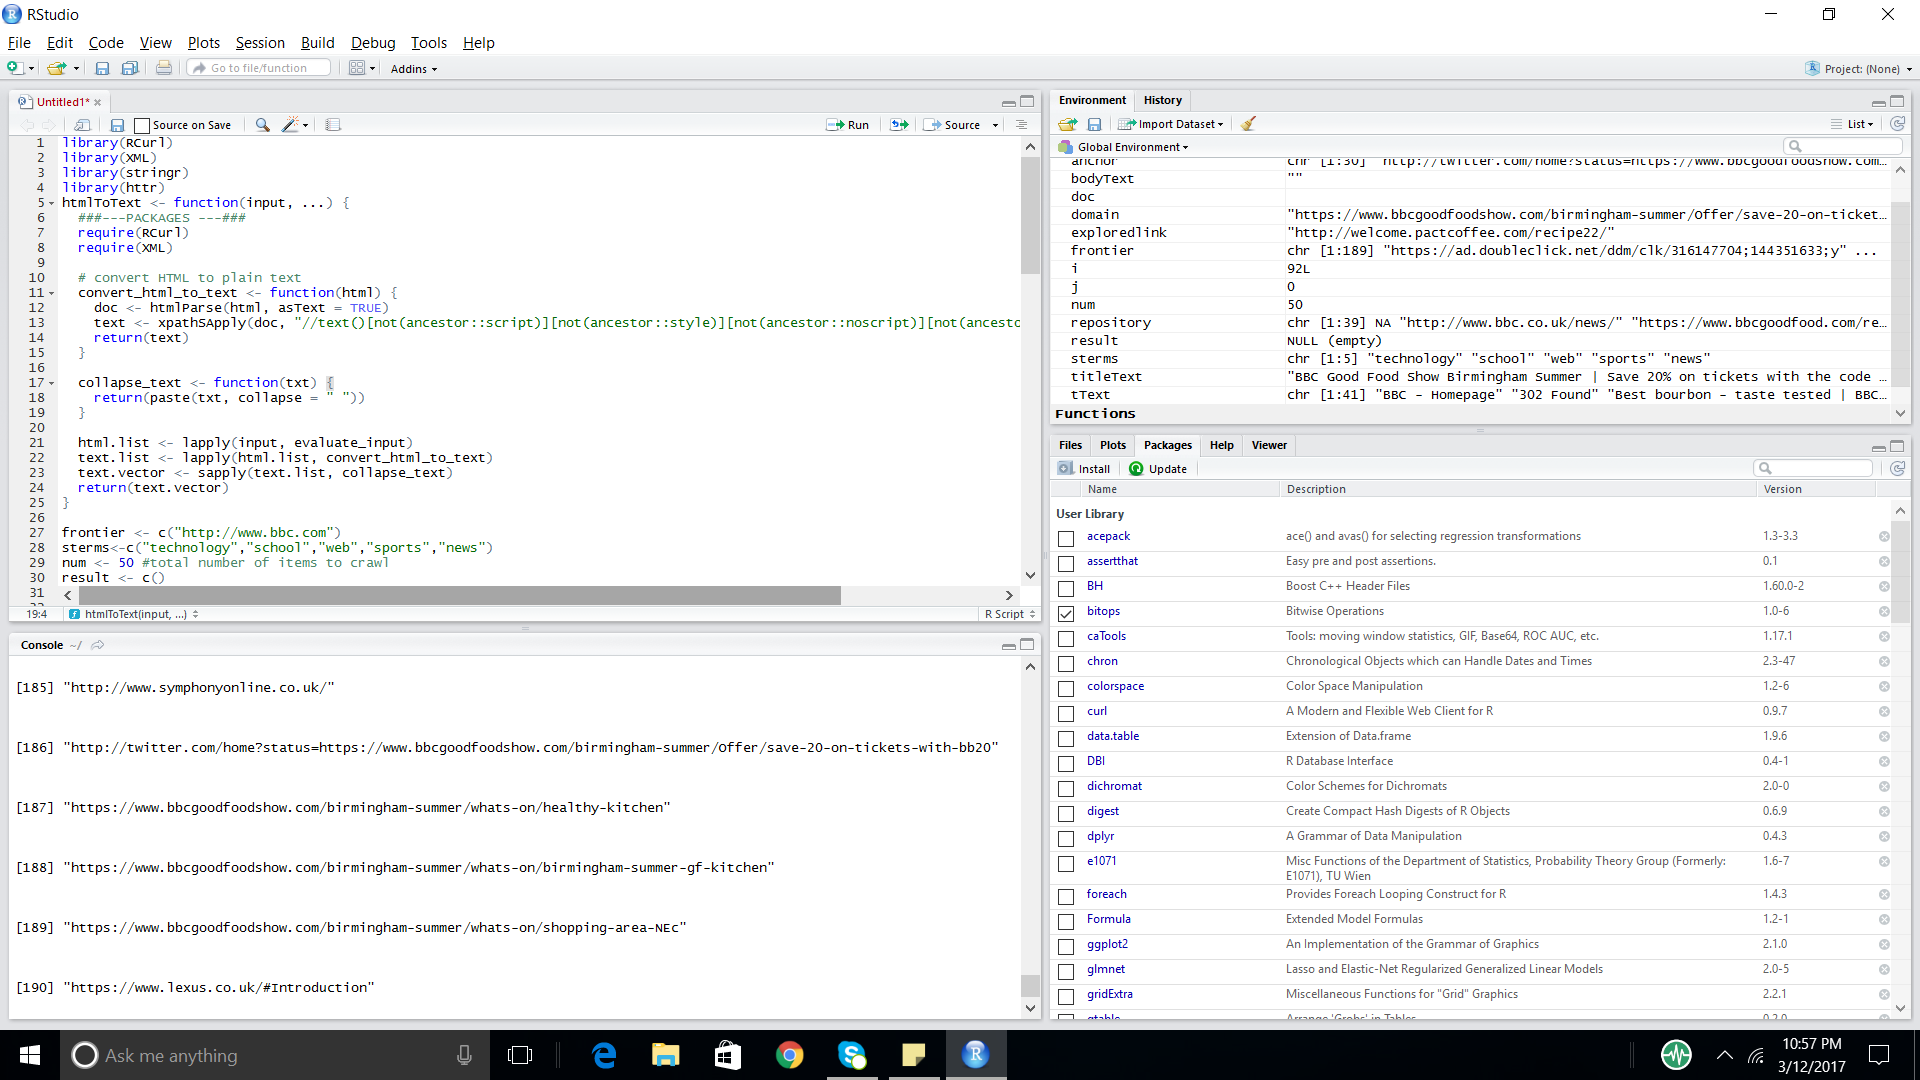 RStudio
File Edit Code View Plots Session Build Debug Tools Help
Go to file/function Addins Project: (None)
Untitled1*
Source on Save Run Source
1 library(RCurl)
2 library(XML)
3 library(stringr)
4 library(httr)
5 htmlToText <- function(input, ...) {
6 ###---PACKAGES ---###
7 require(RCurl)
8 require(XML)
9
10 # convert HTML to plain text
11 convert_html_to_text <- function(html) {
12 doc <- htmlParse(html, asText = TRUE)
13 text <- xpathSApply(doc, "//text()[not(ancestor::script)][not(ancestor::style)][not(ancestor::noscript)][not(ancesto
14 return(text)
15 }
16
17 collapse_text <- function(txt) {
18 return(paste(txt, collapse = " "))
19 }
20
21 html.list <- lapply(input, evaluate_input)
22 text.list <- lapply(html.list, convert_html_to_text)
23 text.vector <- sapply(text.list, collapse_text)
24 return(text.vector)
25 }
26
27 frontier <- c("http://www.bbc.com")
28 sterms<-c("technology","school","web","sports","news")
29 num <- 50 #total number of items to crawl
30 result <- c()
31
19:4 htmlToText(input, ...) R Script
Console ~/
[185] "http://www.symphonyonline.co.uk/"
[186] "http://twitter.com/home?status=https://www.bbcgoodfoodshow.com/birmingham-summer/Offer/save-20-on-tickets-with-bb20"
[187] "https://www.bbcgoodfoodshow.com/birmingham-summer/whats-on/healthy-kitchen"
[188] "https://www.bbcgoodfoodshow.com/birmingham-summer/whats-on/birmingham-summer-gf-kitchen"
[189] "https://www.bbcgoodfoodshow.com/birmingham-summer/whats-on/shopping-area-NEc"
[190] "https://www.lexus.co.uk/#Introduction"
Environment History
Import Dataset List
Global Environment
anchor chr [1:30] "http://twitter.com/home?status=https://www.bbcgoodfoodshow.com...
bodyText ""
doc
domain "https://www.bbcgoodfoodshow.com/birmingham-summer/Offer/save-20-on-ticket...
exploredlink "http://welcome.pactcoffee.com/recipe22/"
frontier chr [1:189] "https://ad.doubleclick.net/ddm/clk/316147704;144351633;y" ...
i 92L
j 0
num 50
repository chr [1:39] NA "http://www.bbc.co.uk/news/" "https://www.bbcgoodfood.com/re...
result NULL (empty)
sterms chr [1:5] "technology" "school" "web" "sports" "news"
titleText "BBC Good Food Show Birmingham Summer | Save 20% on tickets with the code ...
tText chr [1:41] "BBC - Homepage" "302 Found" "Best bourbon - taste tested | BBC...
Functions
Files Plots Packages Help Viewer
Install Update
Name Description Version
User Library
acepack ace() and avas() for selecting regression transformations 1.3-3.3
assertthat Easy pre and post assertions. 0.1
BH Boost C++ Header Files 1.60.0-2
bitops Bitwise Operations 1.0-6
caTools Tools: moving window statistics, GIF, Base64, ROC AUC, etc. 1.17.1
chron Chronological Objects which can Handle Dates and Times 2.3-47
colorspace Color Space Manipulation 1.2-6
curl A Modern and Flexible Web Client for R 0.9.7
data.table Extension of Data.frame 1.9.6
DBI R Database Interface 0.4-1
dichromat Color Schemes for Dichromats 2.0-0
digest Create Compact Hash Digests of R Objects 0.6.9
dplyr A Grammar of Data Manipulation 0.4.3
e1071 Misc Functions of the Department of Statistics, Probability Theory Group (Formerly: 1.6-7
E1071), TU Wien
foreach Provides Foreach Looping Construct for R 1.4.3
Formula Extended Model Formulas 1.2-1
ggplot2 An Implementation of the Grammar of Graphics 2.1.0
glmnet Lasso and Elastic-Net Regularized Generalized Linear Models 2.0-5
gridExtra Miscellaneous Functions for "Grid" Graphics 2.2.1
gtable Arrange 'Grobs' in Tables 0.2.0
Ask me anything
10:57 PM
3/12/2017